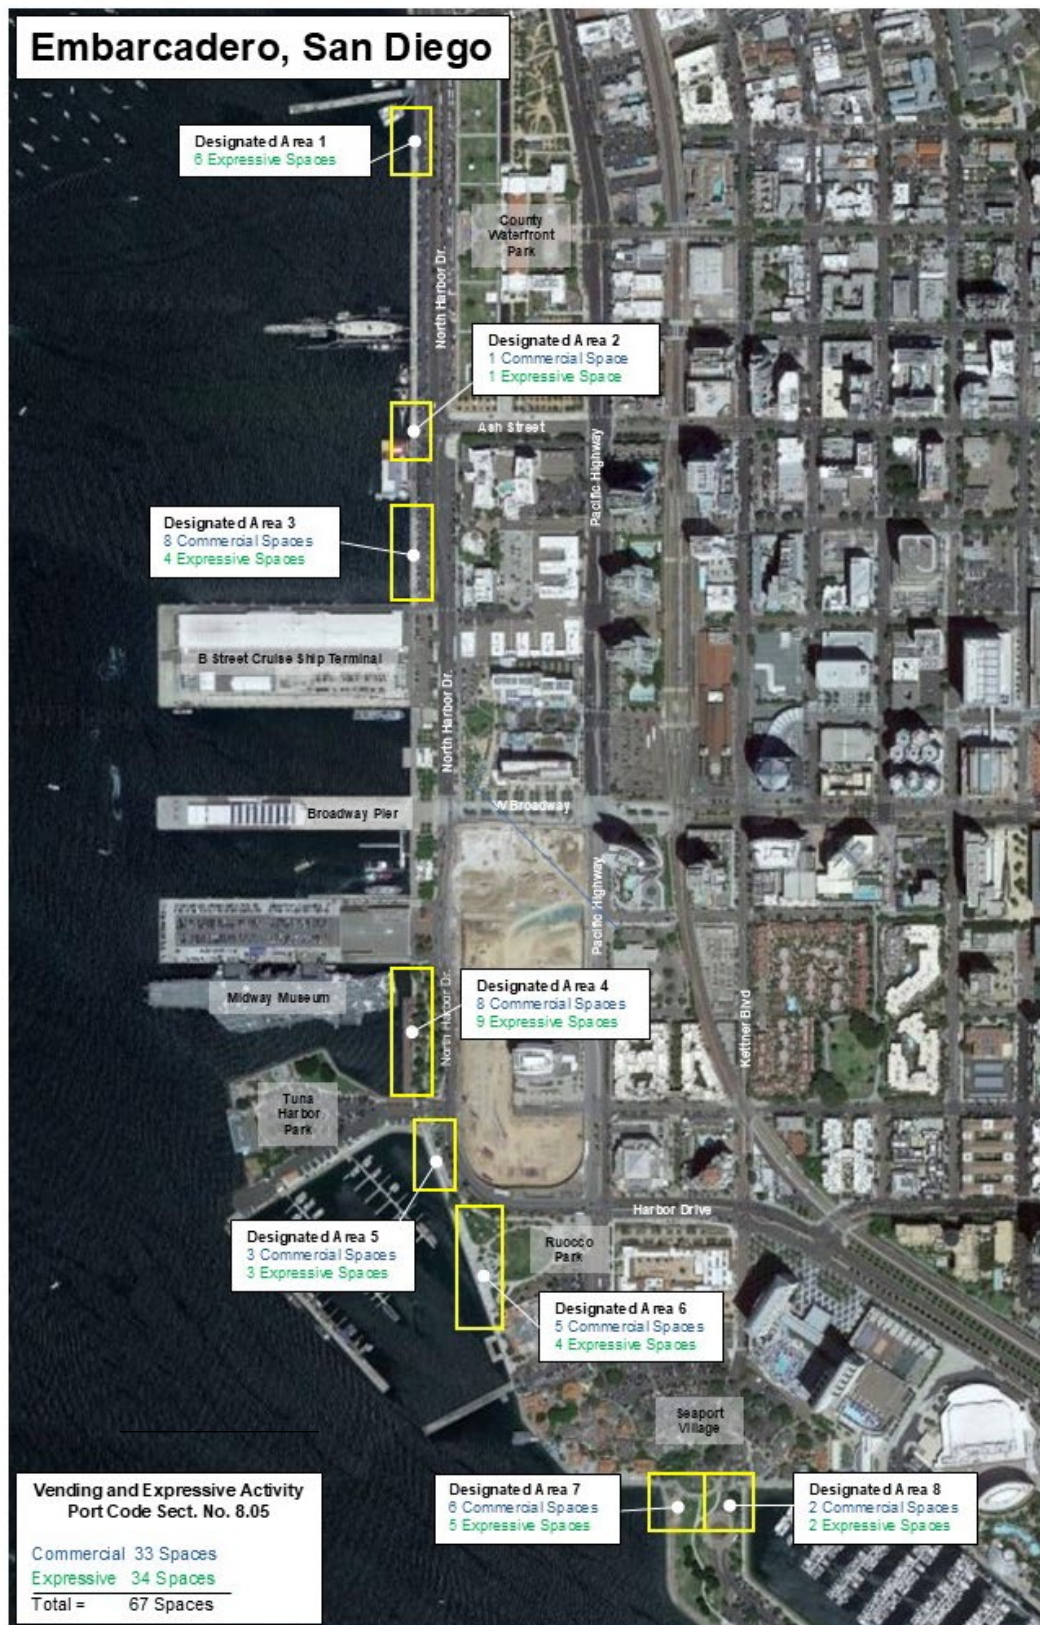 Embarcadero, San Diego
Designated Area 1
6 Expressive Spaces
County
Waterfront
Park
North Harbor Dr.
Designated Area 2
1 Commercial Space
1 Expressive Space
Ash Street
Pacific Highway
Designated Area 3
8 Commercial Spaces
4 Expressive Spaces
B Street Cruise Ship Terminal
North Harbor Dr.
W Broadway
Broadway Pier
Pacific Highway
Midway Museum
North Harbor Dr.
Designated Area 4
8 Commercial Spaces
9 Expressive Spaces
Kettner Blvd
Tuna
Harbor
Park
Harbor Drive
Designated Area 5
3 Commercial Spaces
3 Expressive Spaces
Ruocco
Park
Designated Area 6
5 Commercial Spaces
4 Expressive Spaces
Seaport
Village
Designated Area 7
6 Commercial Spaces
5 Expressive Spaces
Designated Area 8
2 Commercial Spaces
2 Expressive Spaces
Vending and Expressive Activity
Port Code Sect. No. 8.05
Commercial 33 Spaces
Expressive 34 Spaces
Total = 67 Spaces